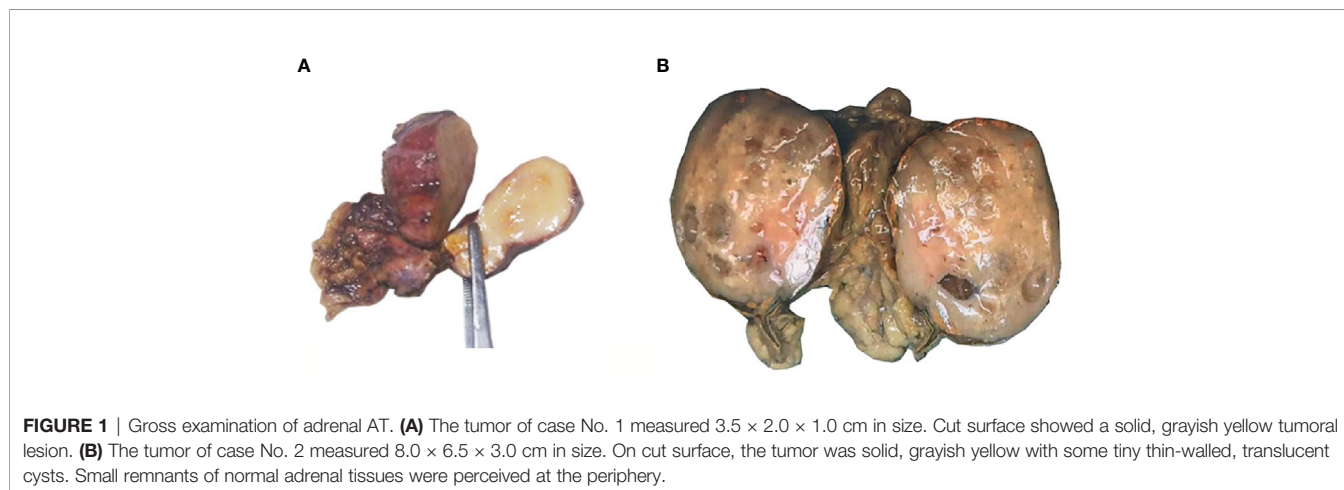 A
B
FIGURE 1 | Gross examination of adrenal AT. (A) The tumor of case No. 1 measured 3.5 × 2.0 × 1.0 cm in size. Cut surface showed a solid, grayish yellow tumoral
lesion. (B) The tumor of case No. 2 measured 8.0 × 6.5 × 3.0 cm in size. On cut surface, the tumor was solid, grayish yellow with some tiny thin-walled, translucent
cysts. Small remnants of normal adrenal tissues were perceived at the periphery.